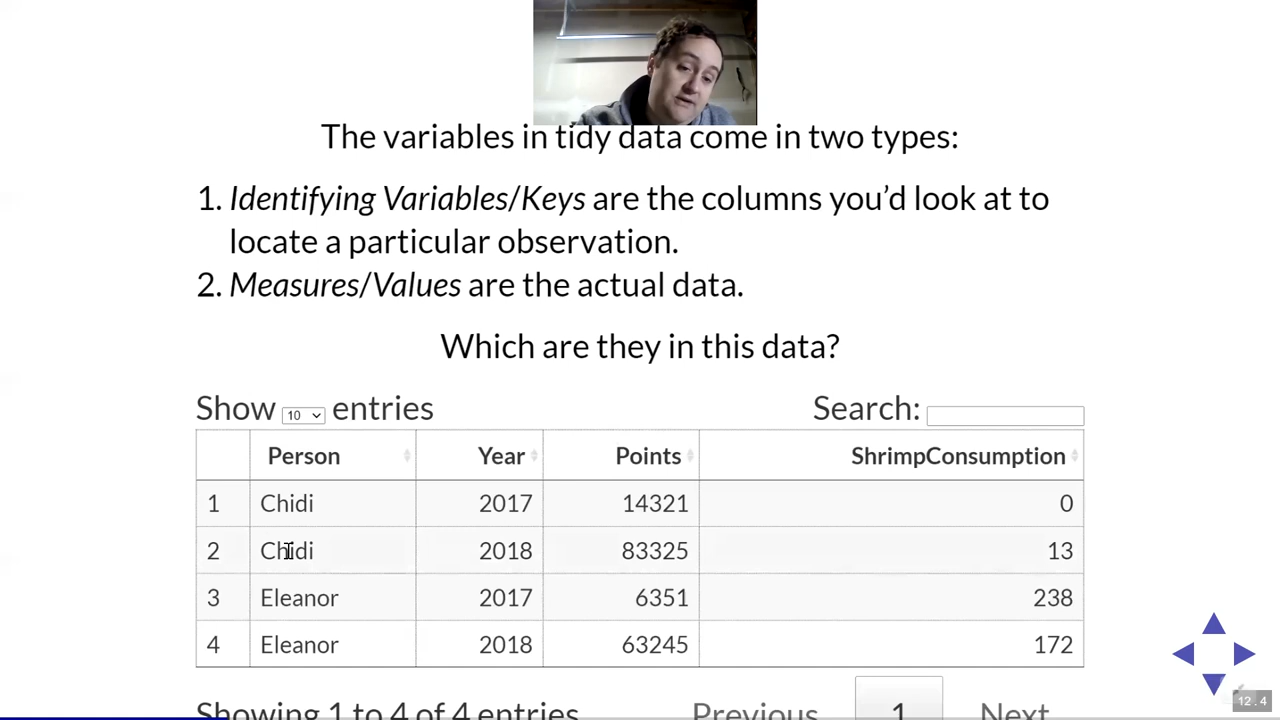 The variables in tidy data come in two types:
1. Identifying Variables/Keys are the columns you’d look at to
locate a particular observation.
2. Measures/Values are the actual data.
Which are they in this data?
Show 10 entries Search:
Person Year Points ShrimpConsumption
1 Chidi 2017 14321 0
2 Chidi 2018 83325 13
3 Eleanor 2017 6351 238
4 Eleanor 2018 63245 172
Showing 1 to 4 of 4 entries Previous 1 Next
12.4